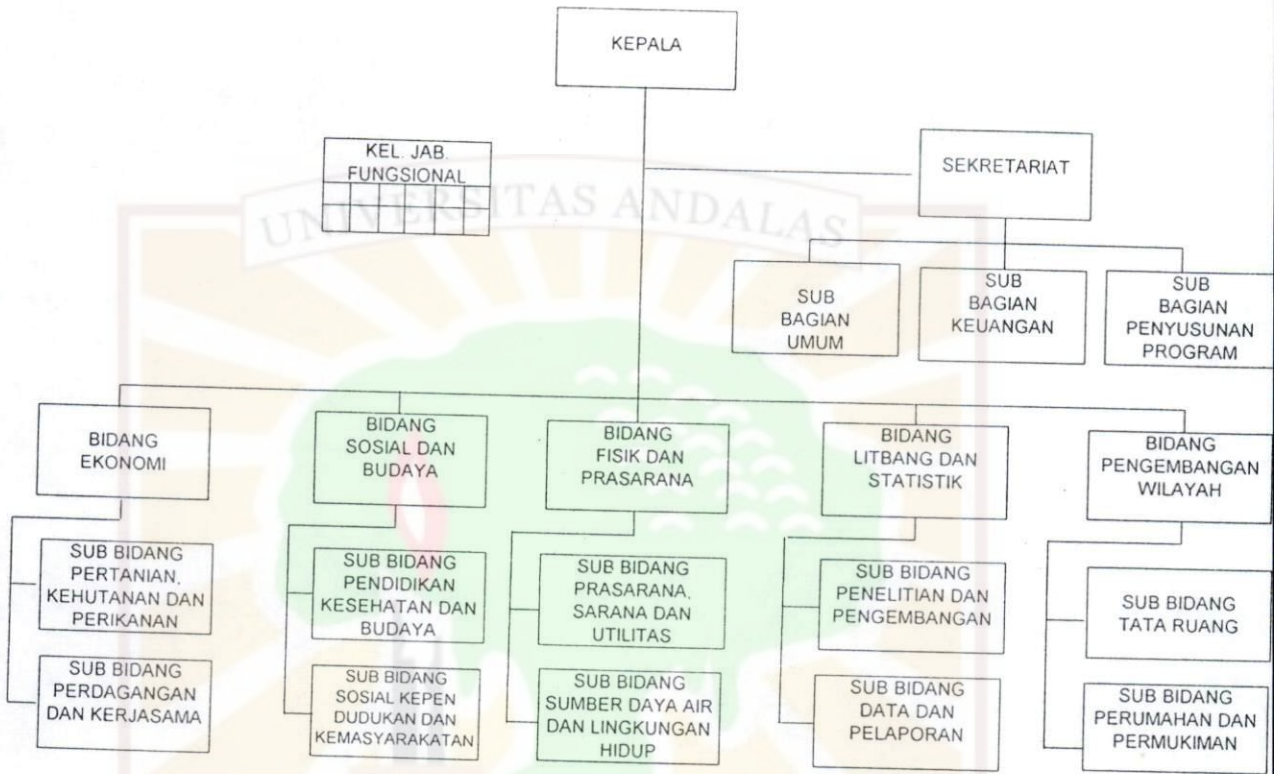 KEPALA
KEL. JAB.
FUNGSIONAL
SEKRETARIAT
UNIVERSITAS ANDALAS
SUB
BAGIAN
UMUM
SUB
BAGIAN
KEUANGAN
SUB
BAGIAN
PENYUSUNAN
PROGRAM
BIDANG
EKONOMI
BIDANG
SOSIAL DAN
BUDAYA
BIDANG
FISIK DAN
PRASARANA
BIDANG
LITBANG DAN
STATISTIK
BIDANG
PENGEMBANGAN
WILAYAH
SUB BIDANG
PERTANIAN,
KEHUTANAN DAN
PERIKANAN
SUB BIDANG
PENDIDIKAN
KESEHATAN DAN
BUDAYA
SUB BIDANG
PRASARANA,
SARANA DAN
UTILITAS
SUB BIDANG
PENELITIAN DAN
PENGEMBANGAN
SUB BIDANG
TATA RUANG
SUB BIDANG
PERDAGANGAN
DAN KERJASAMA
SUB BIDANG
SOSIAL KEPEN
DUDUKAN DAN
KEMASYARAKATAN
SUB BIDANG
SUMBER DAYA AIR
DAN LINGKUNGAN
HIDUP
SUB BIDANG
DATA DAN
PELAPORAN
SUB BIDANG
PERUMAHAN DAN
PERMUKIMAN